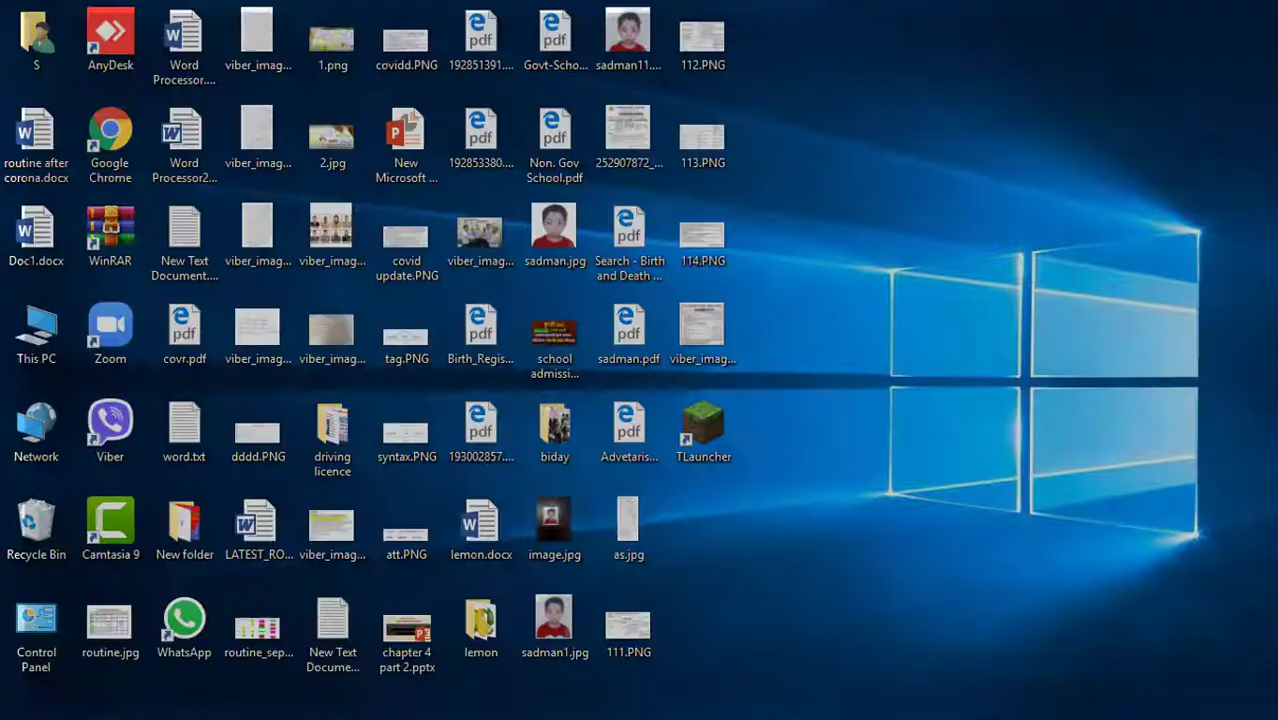 S
AnyDesk
Word
Processor....
viber_imag...
1.png
covidd.PNG
192851391....
Govt-Scho...
sadman11....
112.PNG
routine after
corona.docx
Google
Chrome
Word
Processor2...
viber_imag...
2.jpg
New
Microsoft ...
192853380....
Non. Gov
School.pdf
252907872_...
113.PNG
Doc1.docx
WinRAR
New Text
Document....
viber_imag...
viber_imag...
covid
update.PNG
viber_imag...
sadman.jpg
Search - Birth
and Death ...
114.PNG
This PC
Zoom
covr.pdf
viber_imag...
viber_imag...
tag.PNG
Birth_Regis...
school
admissi...
sadman.pdf
viber_imag...
Network
Viber
word.txt
dddd.PNG
driving
licence
syntax.PNG
193002857....
biday
Advetaris...
TLauncher
Recycle Bin
Camtasia 9
New folder
LATEST_RO...
viber_imag...
att.PNG
lemon.docx
image.jpg
as.jpg
Control
Panel
routine.jpg
WhatsApp
routine_sep...
New Text
Docume...
chapter 4
part 2.pptx
lemon
sadman1.jpg
111.PNG